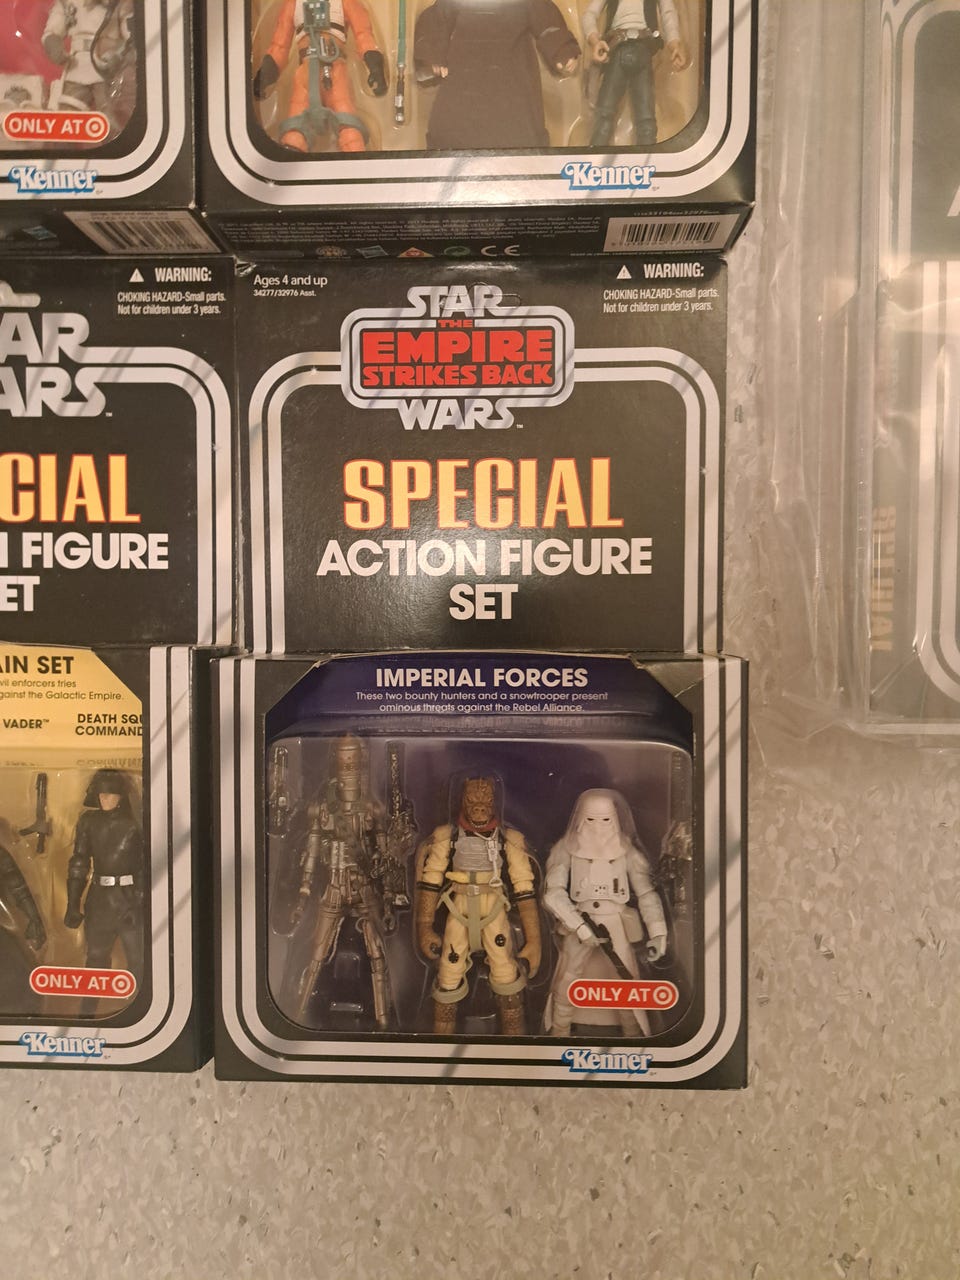 ONLY AT
Kenner
Kenner
CE
WARNING:
CHOKING HAZARD-Small parts.
Not for children under 3 years.
AR
ARS
CIAL
FIGURE
ET
AIN SET
vil enforcers tries
against the Galactic Empire.
VADER™
DEATH SQU
COMMAND
ONLY AT
Kenner
Ages 4 and up
34277/32976 Asst.
WARNING:
CHOKING HAZARD-Small parts.
Not for children under 3 years.
STAR
THE
EMPIRE
STRIKES BACK
WARS™
SPECIAL
ACTION FIGURE
SET
IMPERIAL FORCES
These two bounty hunters and a snowtrooper present
ominous threats against the Rebel Alliance.
ONLY AT
Kenner